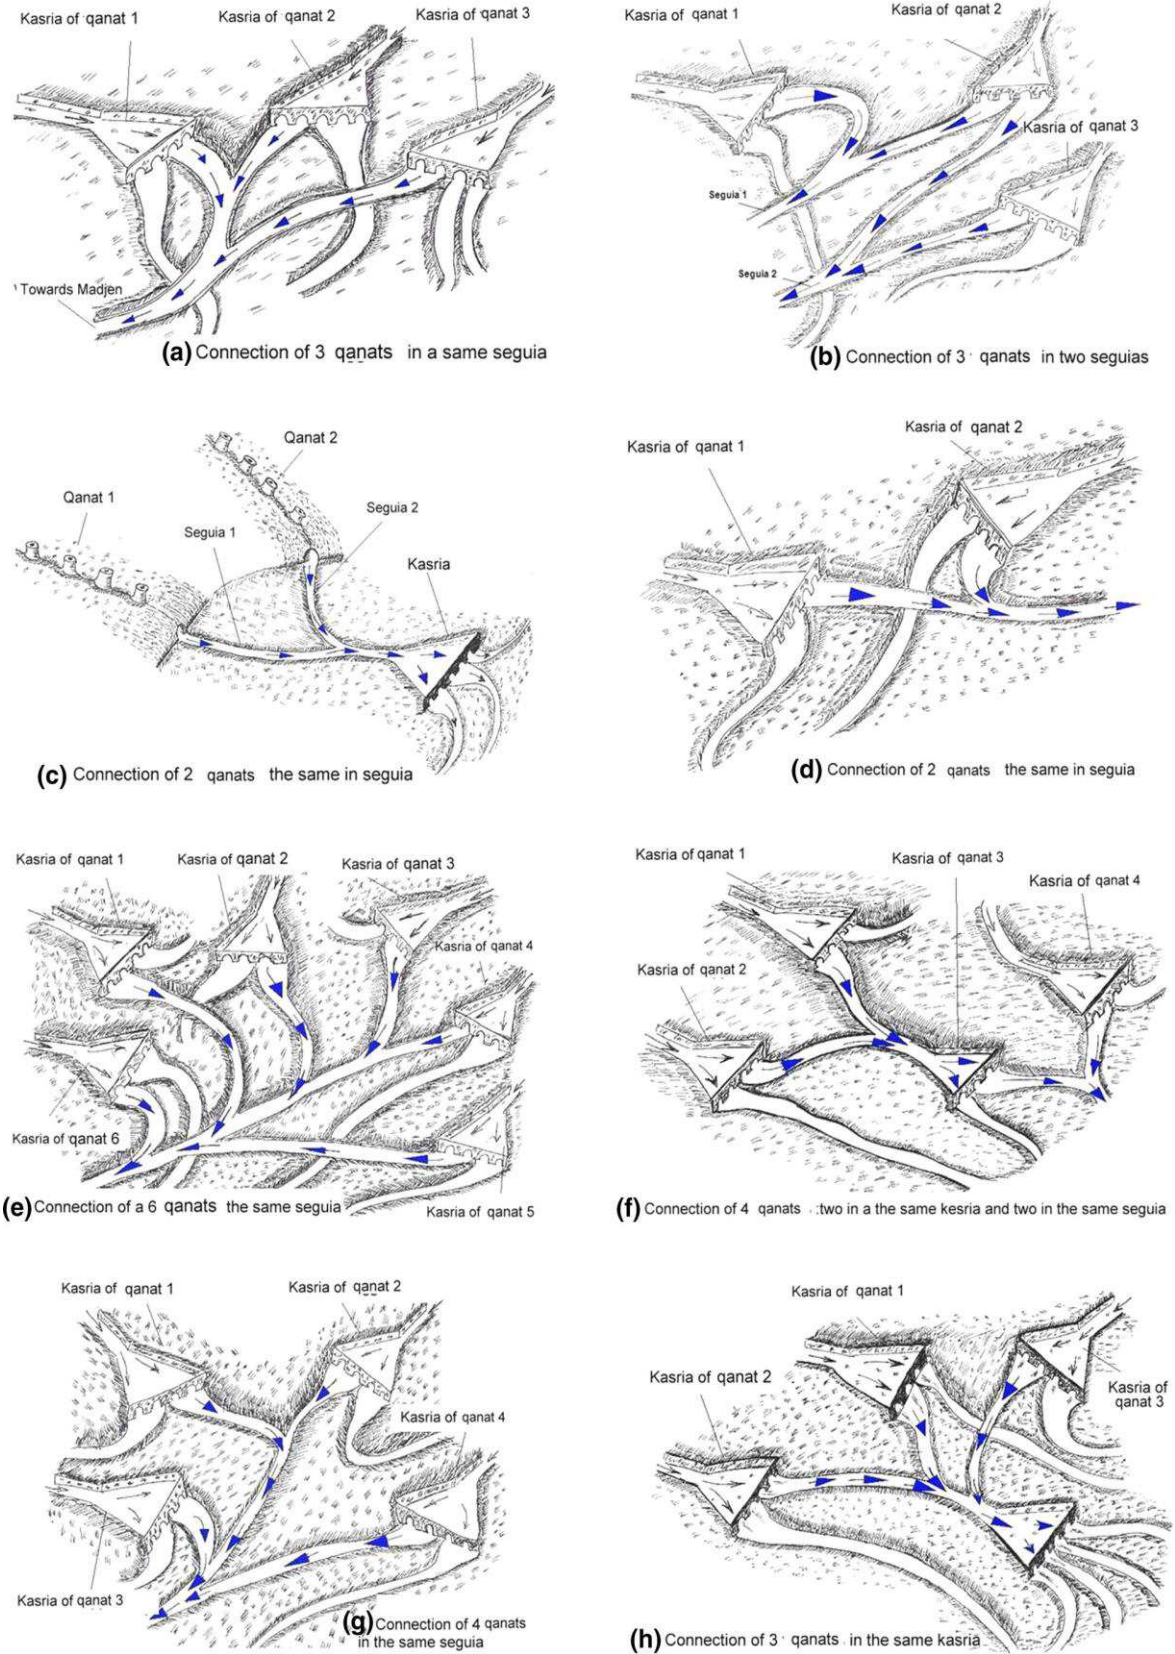 Kasria of qanat 1
Kasria of qanat 2
Kasria of qanat 3
Towards Madjen
(a) Connection of 3 qanats in a same seguia
Kasria of qanat 1
Kasria of qanat 2
Kasria of qanat 3
Seguia 1
Seguia 2
(b) Connection of 3 qanats in two seguias
Qanat 2
Qanat 1
Seguia 2
Seguia 1
Kasria
(c) Connection of 2 qanats the same in seguia
Kasria of qanat 2
Kasria of qanat 1
(d) Connection of 2 qanats the same in seguia
Kasria of qanat 1
Kasria of qanat 2
Kasria of qanat 3
Kasria of qanat 4
Kasria of qanat 6
(e) Connection of a 6 qanats the same seguia
Kasria of qanat 5
Kasria of qanat 1
Kasria of qanat 3
Kasria of qanat 4
Kasria of qanat 2
(f) Connection of 4 qanats .:two in a the same kesria and two in the same seguia
Kasria of qanat 1
Kasria of qanat 2
Kasria of qanat 4
Kasria of qanat 3
(g) Connection of 4 qanats
in the same seguia
Kasria of qanat 1
Kasria of
qanat 2
Kasria of
qanat 3
(h) Connection of 3 qanats in the same kasria